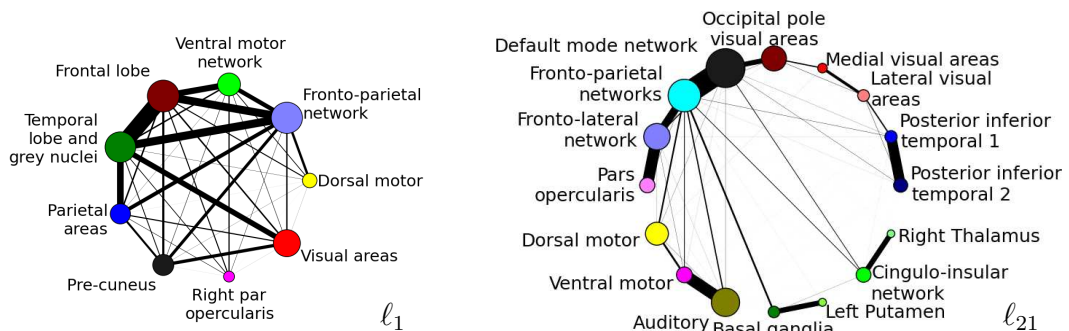 Ventral motor
network
Frontal lobe
Fronto-parietal
network
Temporal
lobe and
grey nuclei
Dorsal motor
Parietal
areas
Visual areas
Pre-cuneus
Right par
opercularis
ℓ1
Occipital pole
visual areas
Default mode network
Medial visual areas
Fronto-parietal
networks
Lateral visual
areas
Fronto-lateral
network
Posterior inferior
temporal 1
Pars
opercularis
Posterior inferior
temporal 2
Dorsal motor
Right Thalamus
Ventral motor
Cingulo-insular
network
Auditory
Basal ganglia
Left Putamen
ℓ21